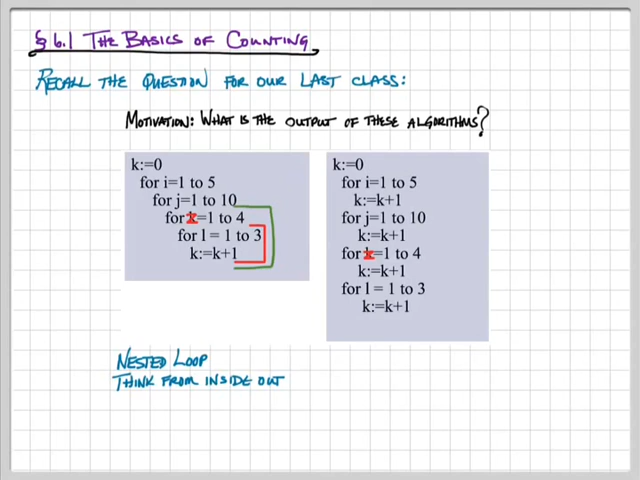 § 6.1 The Basics of Counting
Recall the Question for our last class:
Motivation: What is the output of these algorithms?
k:=0
for i=1 to 5
for j=1 to 10
for k=1 to 4
for l = 1 to 3
k:=k+1
k:=0
for i=1 to 5
k:=k+1
for j=1 to 10
k:=k+1
for k=1 to 4
k:=k+1
for l = 1 to 3
k:=k+1
Nested Loop
Think from inside out